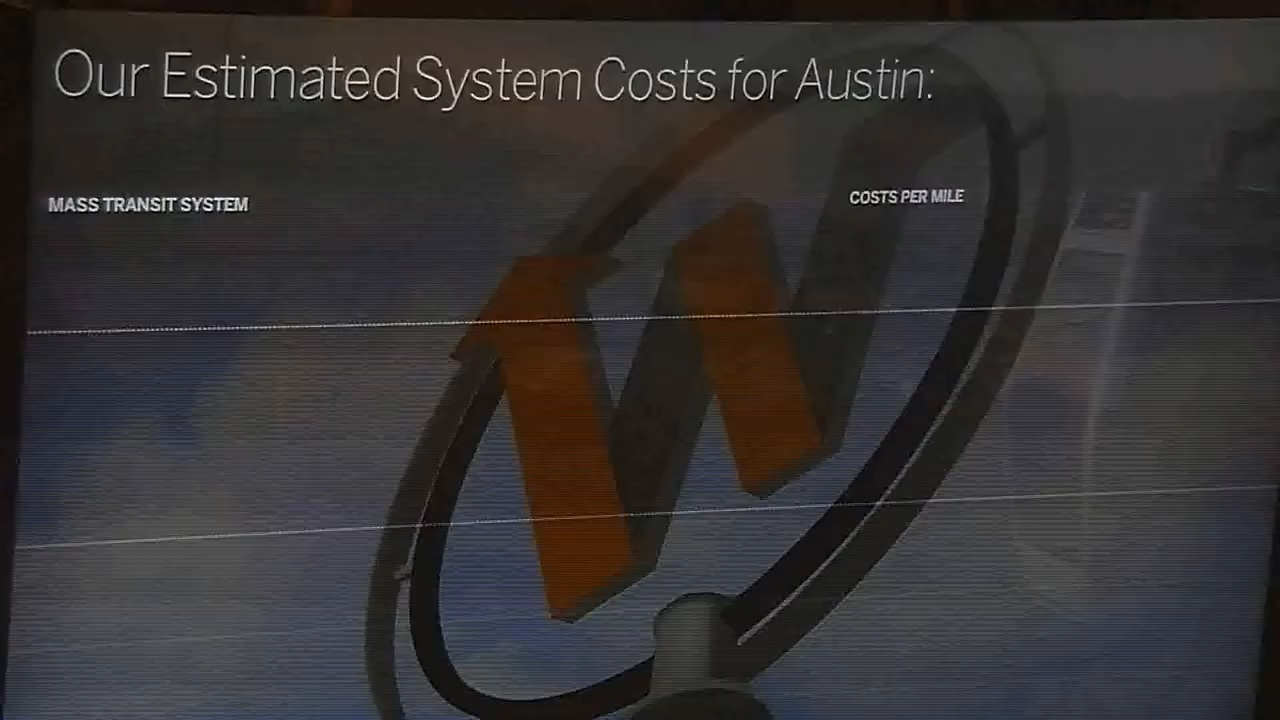 Our Estimated System Costs for Austin:
MASS TRANSIT SYSTEM
COSTS PER MILE
W